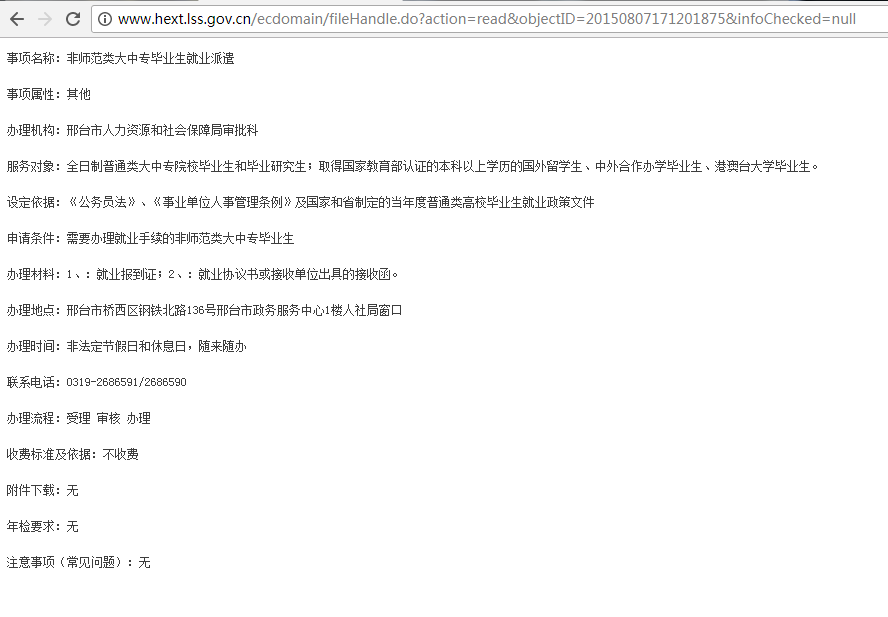 www.hext.lss.gov.cn/ecdomain/fileHandle.do?action=read&objectID=20150807171201875&infoChecked=null
事项名称：非师范类大中专毕业生就业派遣
事项属性：其他
办理机构：邢台市人力资源和社会保障局审批科
服务对象：全日制普通类大中专院校毕业生和毕业研究生；取得国家教育部认证的本科以上学历的国外留学生、中外合作办学毕业生、港澳台大学毕业生。
设定依据：《公务员法》、《事业单位人事管理条例》及国家和省制定的当年度普通类高校毕业生就业政策文件
申请条件：需要办理就业手续的非师范类大中专毕业生
办理材料：1、：就业报到证；2、：就业协议书或接收单位出具的接收函。
办理地点：邢台市桥西区钢铁北路136号邢台市政务服务中心1楼人社局窗口
办理时间：非法定节假日和休息日，随来随办
联系电话：0319-2686591/2686590
办理流程：受理 审核 办理
收费标准及依据：不收费
附件下载：无
年检要求：无
注意事项（常见问题）：无